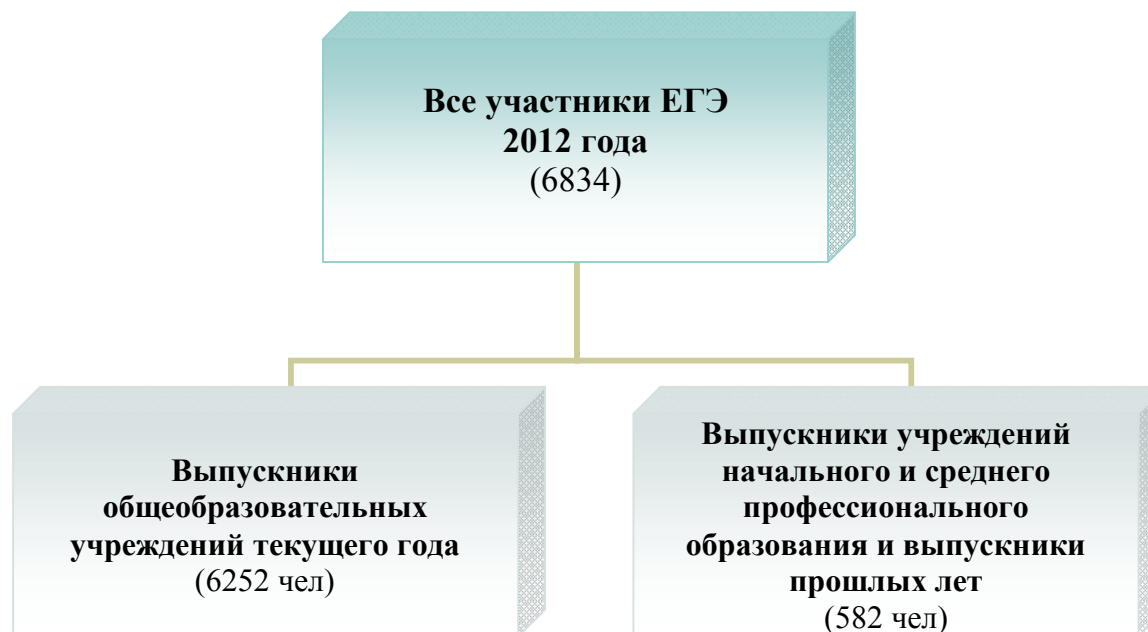 Все участники ЕГЭ
2012 года
(6834)
Выпускники
общеобразовательных
учреждений текущего года
(6252 чел)
Выпускники учреждений
начального и среднего
профессионального
образования и выпускники
прошлых лет
(582 чел)